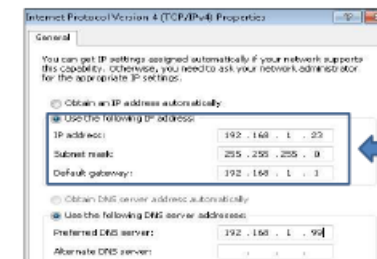 Internet Protocol Version 4 (TCP/IPv4) Properties
General
You can get IP settings assigned automatically if your network supports
this capability. Otherwise, you need to ask your network administrator
for the appropriate IP settings.
Obtain an IP address automatically
Use the following IP address:
IP address: 192 . 168 . 1 . 23
Subnet mask: 255 . 255 . 255 . 0
Default gateway: 192 . 168 . 1 . 1
Obtain DNS server address automatically
Use the following DNS server addresses:
Preferred DNS server: 192 . 168 . 1 . 99
Alternate DNS server: . . .